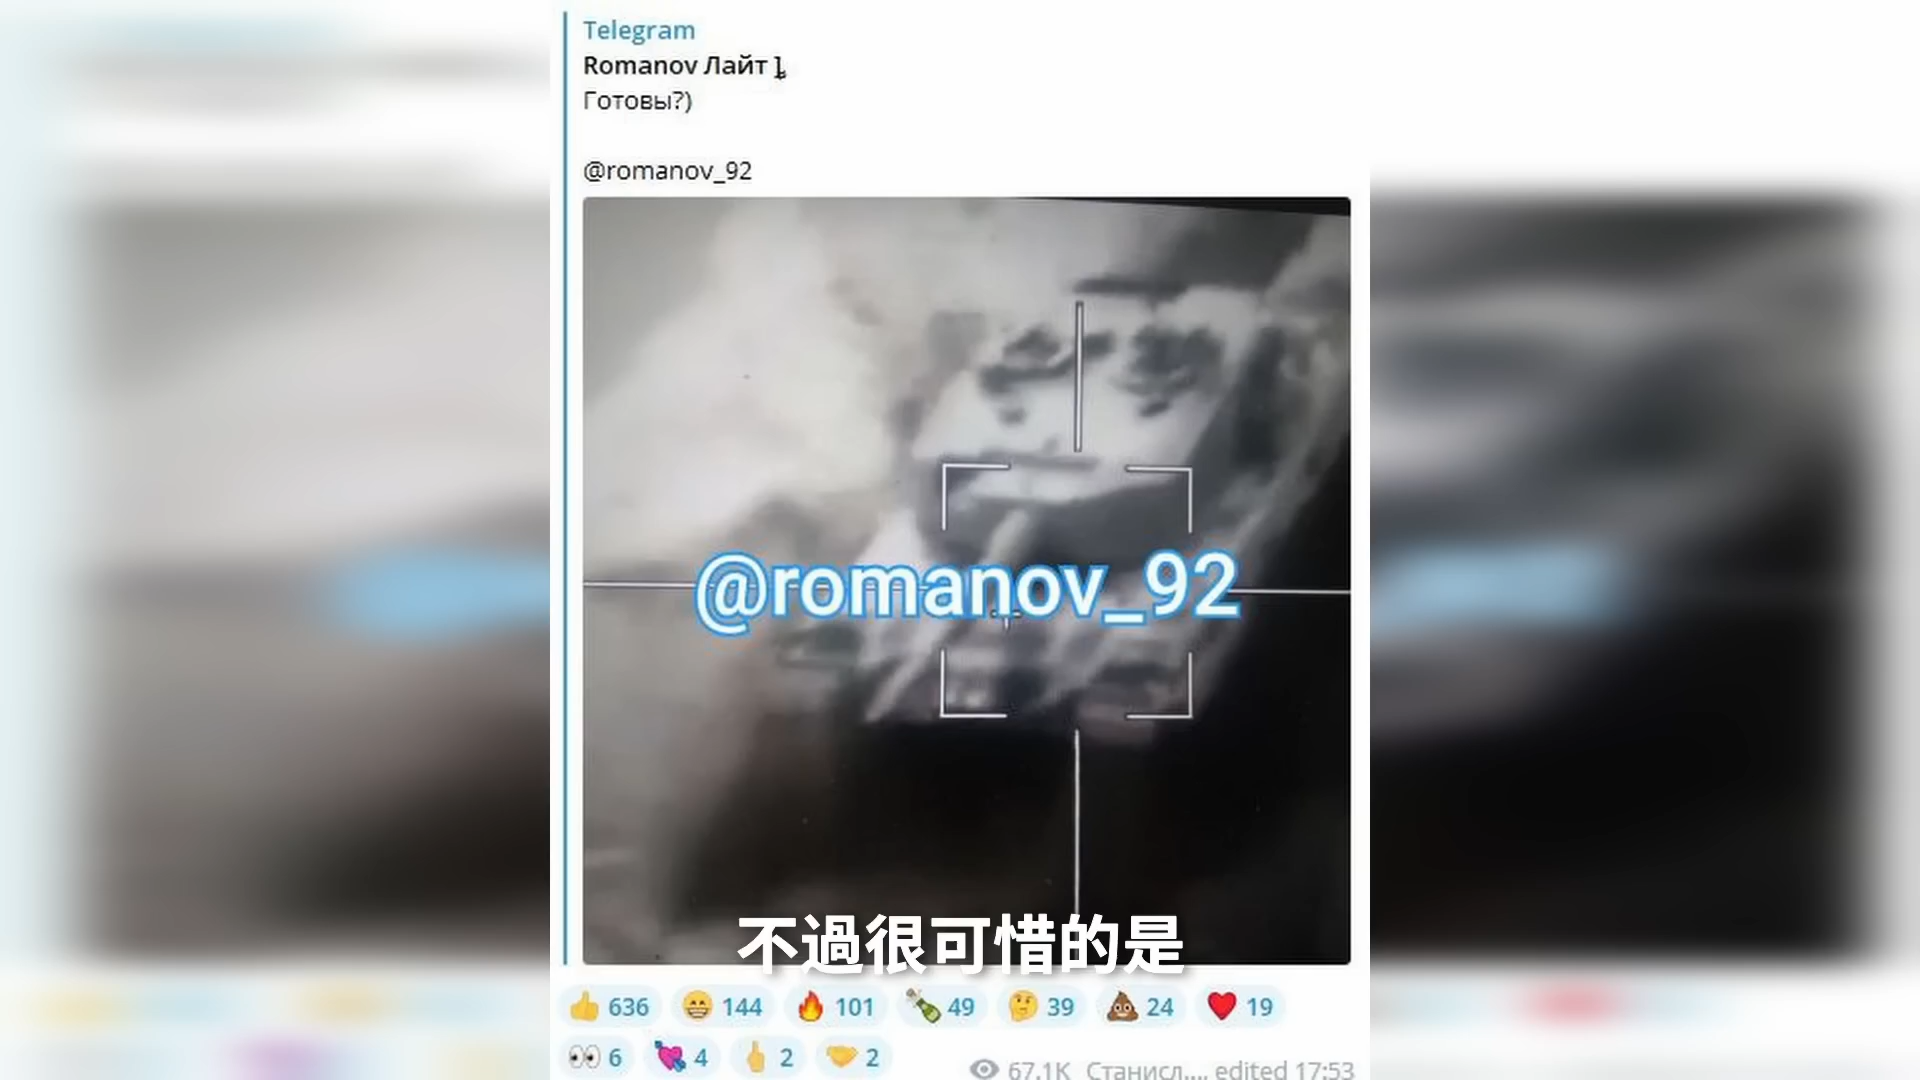 Telegram
Romanov Лайт
Готовы?)
@romanov_92
@romanov_92
不過很可惜的是
636 144 101 49 39 24 19
6 4 2 2
67.1K Станисл.... edited 17:53